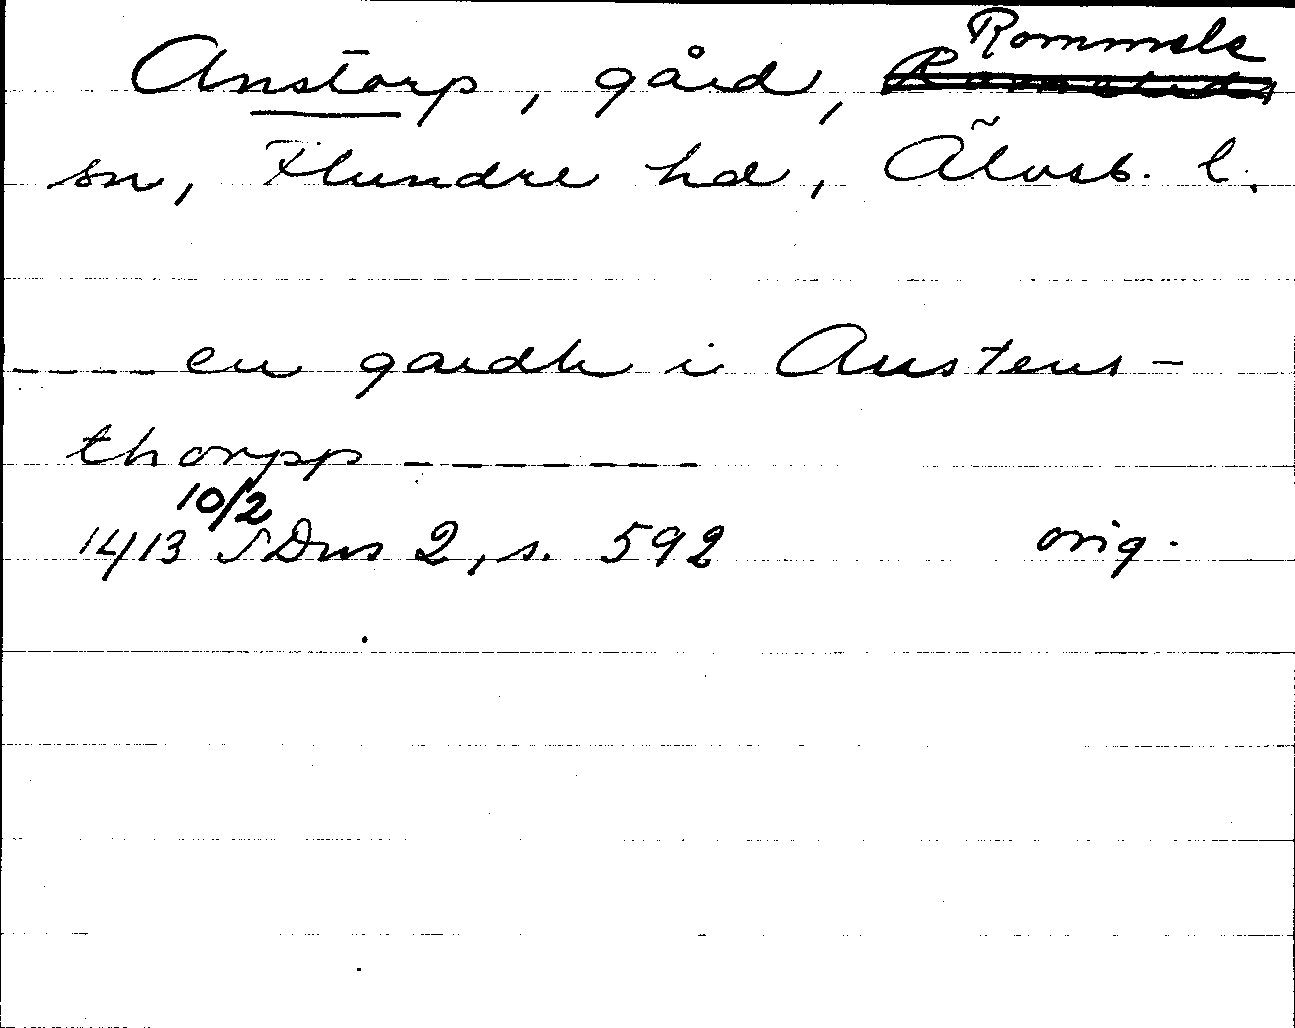 Anstorp, gård, Rommele
sn, Flundre hd, Älvsb. l.
---- en gardh i Austens-
thorpp -------
1413 10/2 SDns 2, s. 592 orig.